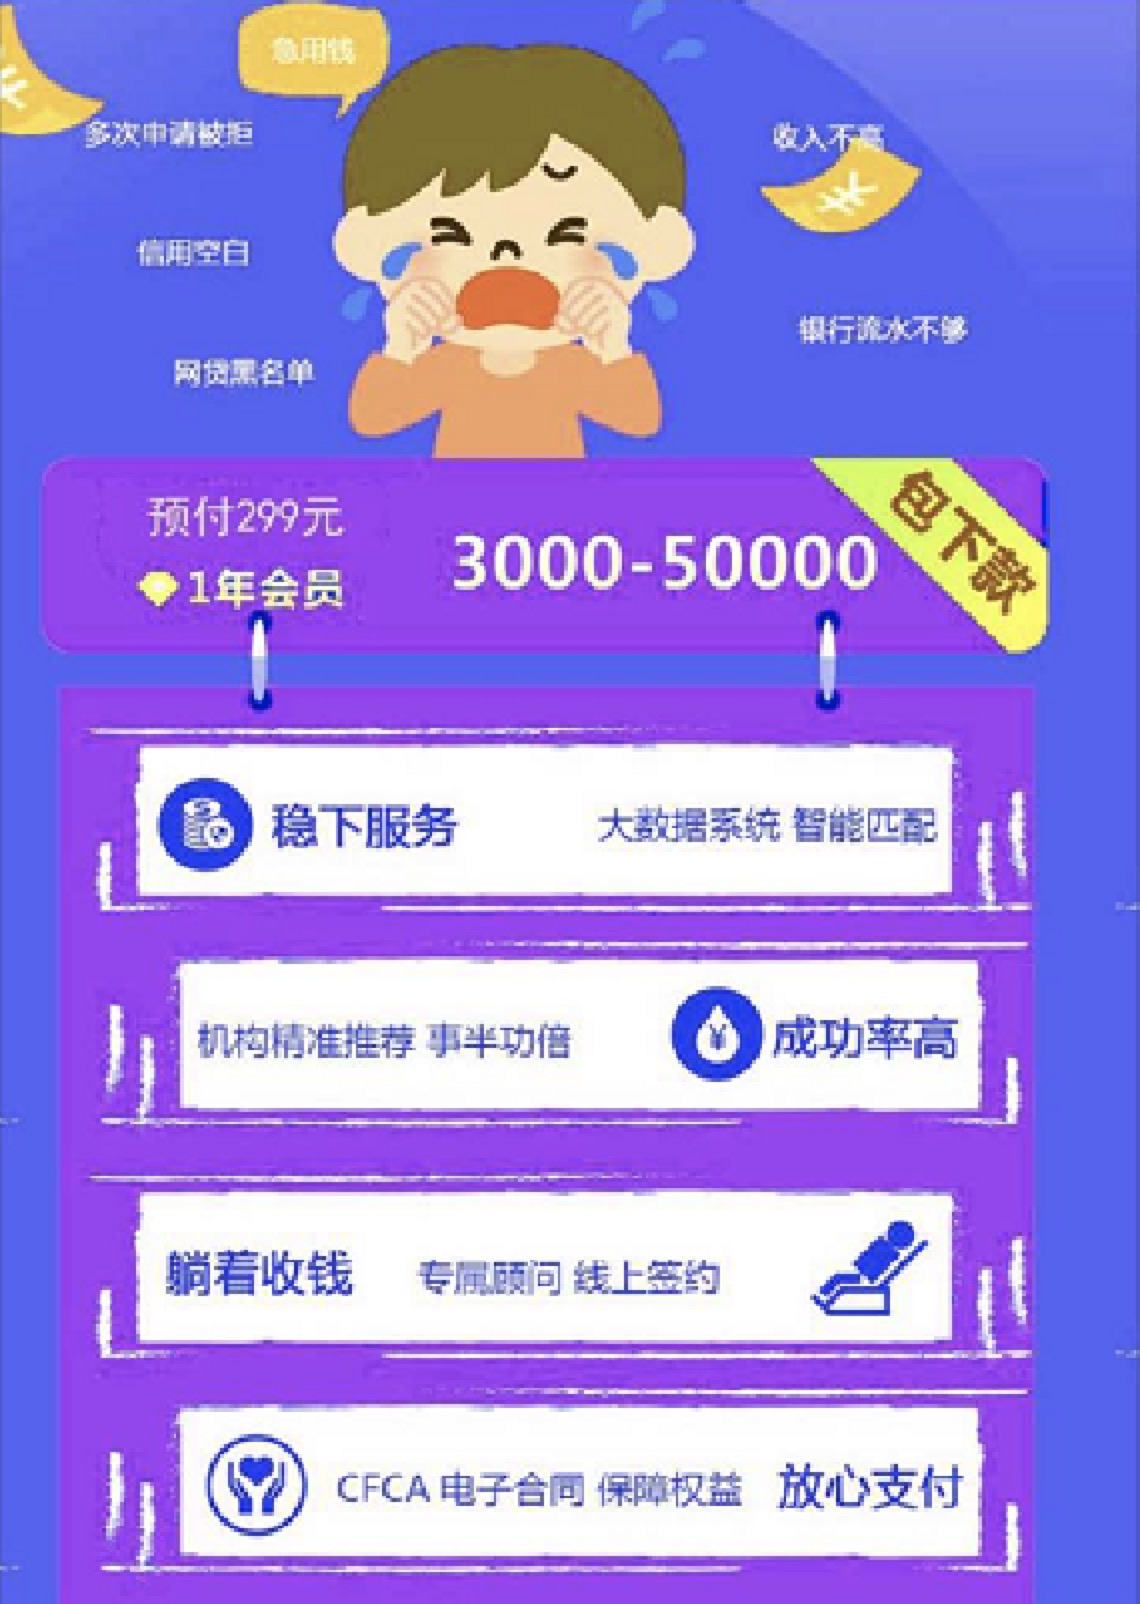 急用钱
多次申请被拒
收入不高
信用空白
银行流水不够
网贷黑名单
预付299元
1年会员
3000-50000
包下款
稳下服务
大数据系统 智能匹配
机构精准推荐 事半功倍
成功率高
躺着收钱
专属顾问 线上签约
CFCA 电子合同 保障权益
放心支付